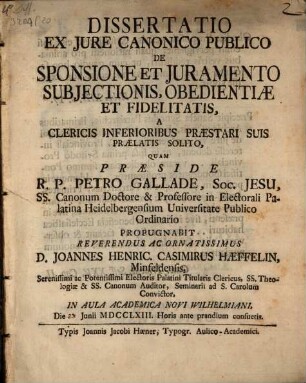 2
DISSERTATIO
EX JURE CANONICO PUBLICO
DE
SPONSIONE ET JURAMENTO
SUBJECTIONIS, OBEDIENTIÆ
ET FIDELITATIS,
A
CLERICIS INFERIORIBUS PRÆSTARI SUIS
PRÆLATIS SOLITO,
QUAM
PRÆSIDE
R. P. PETRO GALLADE, Soc. JESU,
SS. Canonum Doctore & Professore in Electorali Pa-
latina Heidelbergensium Universitate Publico
Ordinario
PROPUGNABIT
REVERENDUS AC ORNATISSIMUS
D. JOANNES HENRIC. CASIMIRUS HÆFFELIN,
Minfeldensis,
Serenissimi ac Potentissimi Electoris Palatini Titularis Clericus, SS. Theo-
logiæ & SS. Canonum Auditor, Seminarii ad S. Carolum
Convictor,
IN AULA ACADEMICA NOVI WILHELMIANI,
Die Junii MDCCLXIII. Horis ante prandium consuetis.
Typis Joannis Jacobi Hæner, Typogr. Aulico-Academici.